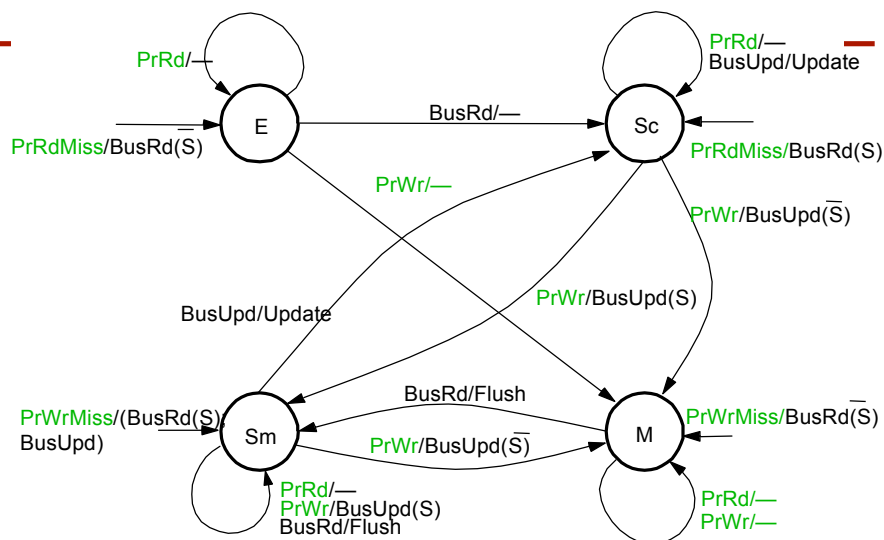 PrRd/—
PrRd/—
BusUpd/Update
E
BusRd/—
Sc
PrRdMiss/BusRd(S̅)
PrRdMiss/BusRd(S)
PrWr/—
PrWr/BusUpd(S̅)
BusUpd/Update
PrWr/BusUpd(S)
BusRd/Flush
PrWrMiss/(BusRd(S),
BusUpd)
Sm
M
PrWrMiss/BusRd(S̅)
PrWr/BusUpd(S̅)
PrRd/—
PrWr/BusUpd(S)
BusRd/Flush
PrRd/—
PrWr/—